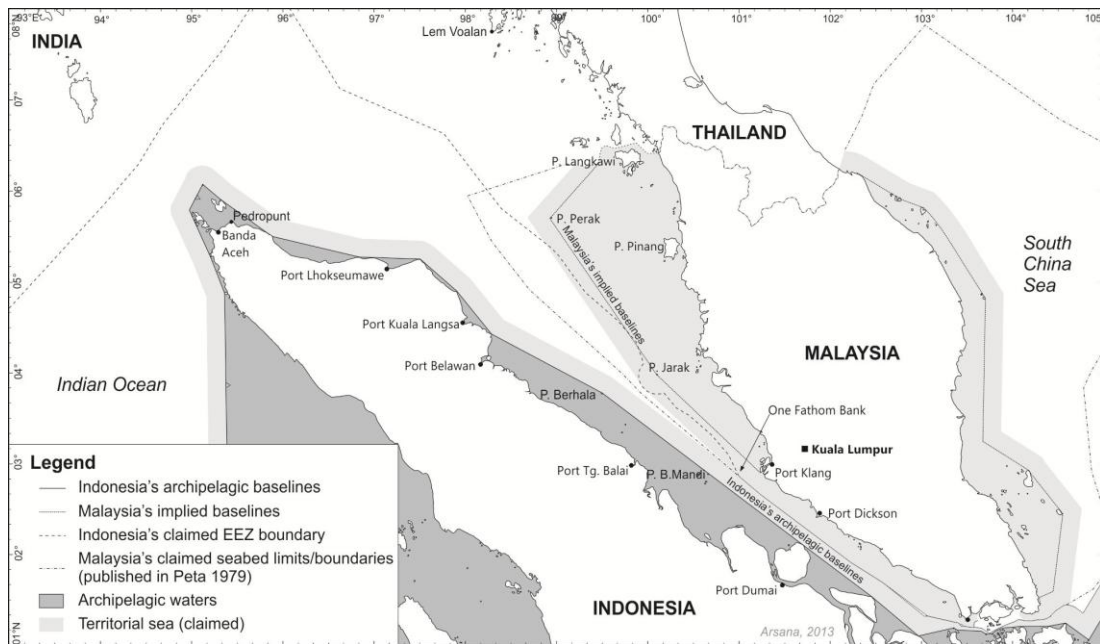 93°E
94°
95°
96°
97°
98°
99°
100°
101°
102°
103°
104°
105
08°N
07°
06°
05°
04°
03°
02°
01°N
INDIA
Lem Voalan
THAILAND
P. Langkawi
P. Perak
P. Pinang
Malaysia's implied baselines
Pedropunt
Banda
Aceh
Port Lhokseumawe
South
China
Sea
Port Kuala Langsa
MALAYSIA
Port Belawan
P. Jarak
Indian Ocean
P. Berhala
One Fathom Bank
Kuala Lumpur
Port Tg. Balai
P. B.Mandi
Port Klang
Indonesia's archipelagic baselines
Port Dickson
Port Dumai
INDONESIA
Arsana, 2013
Legend
Indonesia's archipelagic baselines
Malaysia's implied baselines
Indonesia's claimed EEZ boundary
Malaysia's claimed seabed limits/boundaries
(published in Peta 1979)
Archipelagic waters
Territorial sea (claimed)